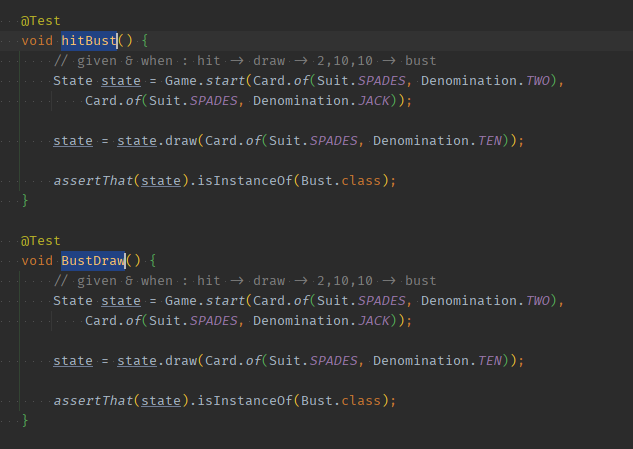 @Test
void hitBust() {
// given & when : hit → draw → 2,10,10 → bust
State state = Game.start(Card.of(Suit.SPADES, Denomination.TWO),
Card.of(Suit.SPADES, Denomination.JACK));
state = state.draw(Card.of(Suit.SPADES, Denomination.TEN));
assertThat(state).isInstanceOf(Bust.class);
}
@Test
void BustDraw() {
// given & when : hit → draw → 2,10,10 → bust
State state = Game.start(Card.of(Suit.SPADES, Denomination.TWO),
Card.of(Suit.SPADES, Denomination.JACK));
state = state.draw(Card.of(Suit.SPADES, Denomination.TEN));
assertThat(state).isInstanceOf(Bust.class);
}